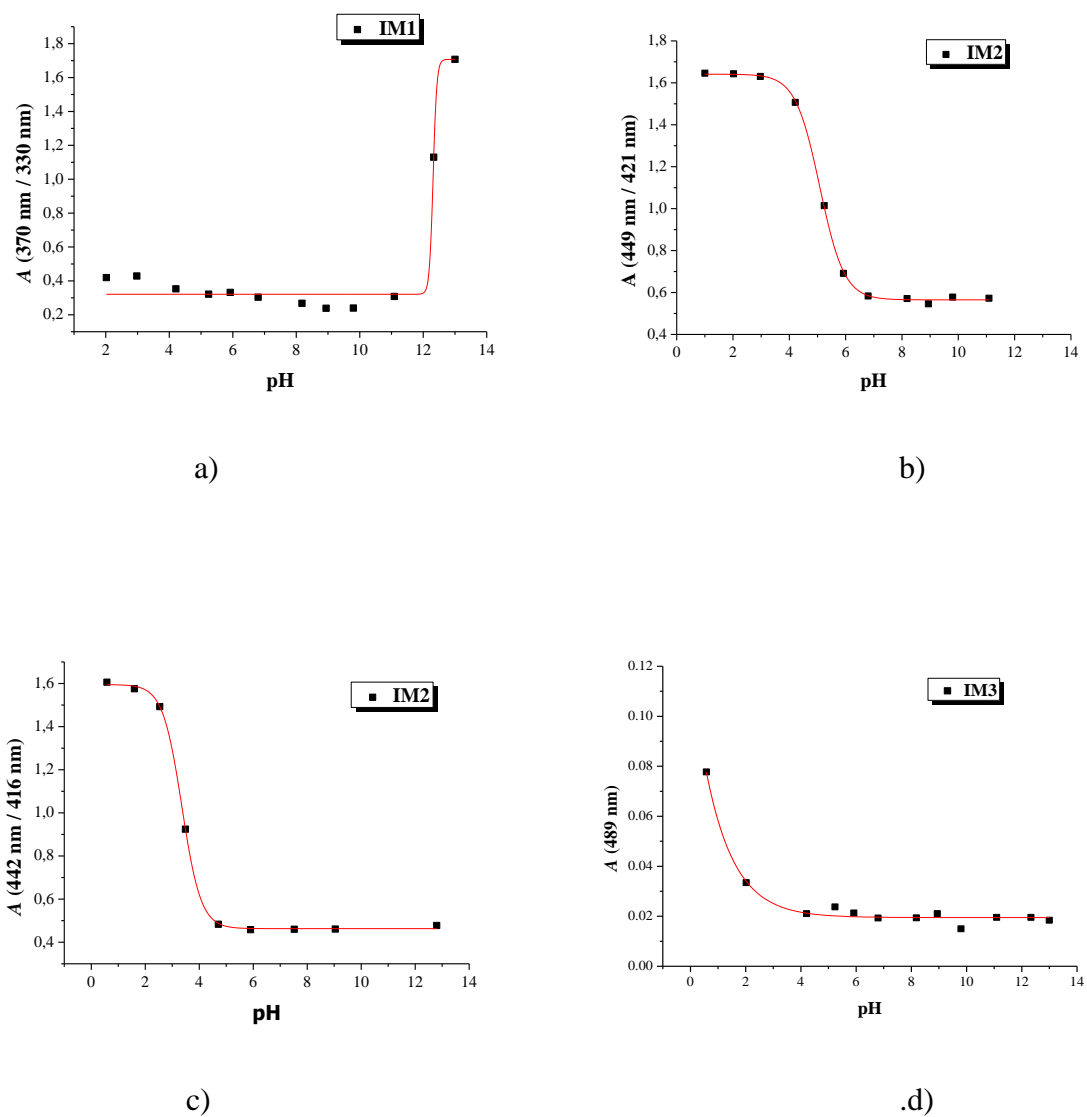 IM1
1,8
1,6
1,4
1,2
1,0
0,8
0,6
0,4
0,2
A (370 nm / 330 nm)
2 4 6 8 10 12 14
pH
a)
IM2
1,8
1,6
1,4
1,2
1,0
0,8
0,6
0,4
A (449 nm / 421 nm)
0 2 4 6 8 10 12 14
pH
b)
IM2
1,6
1,4
1,2
1,0
0,8
0,6
0,4
A (442 nm / 416 nm)
0 2 4 6 8 10 12 14
pH
c)
IM3
0.12
0.10
0.08
0.06
0.04
0.02
0.00
A (489 nm)
0 2 4 6 8 10 12 14
pH
.d)